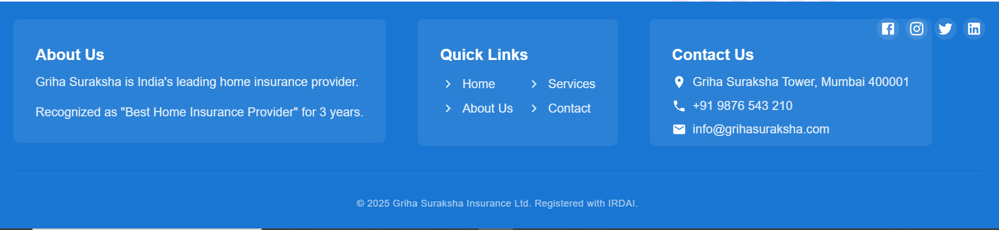 About Us
Griha Suraksha is India's leading home insurance provider.
Recognized as "Best Home Insurance Provider" for 3 years.
Quick Links
Home
Services
About Us
Contact
Contact Us
Griha Suraksha Tower, Mumbai 400001
+91 9876 543 210
info@grihasuraksha.com
© 2025 Griha Suraksha Insurance Ltd. Registered with IRDAI.